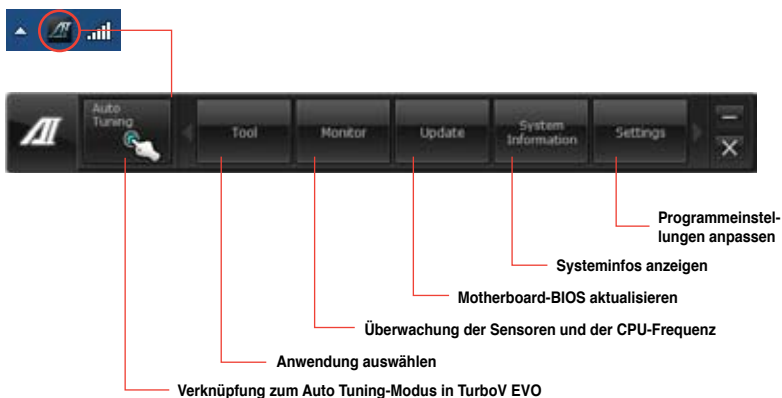 Auto
Tuning
Tool
Monitor
Update
System
Information
Settings
Programmeinstel-
lungen anpassen
Systeminfos anzeigen
Motherboard-BIOS aktualisieren
Überwachung der Sensoren und der CPU-Frequenz
Anwendung auswählen
Verknüpfung zum Auto Tuning-Modus in TurboV EVO